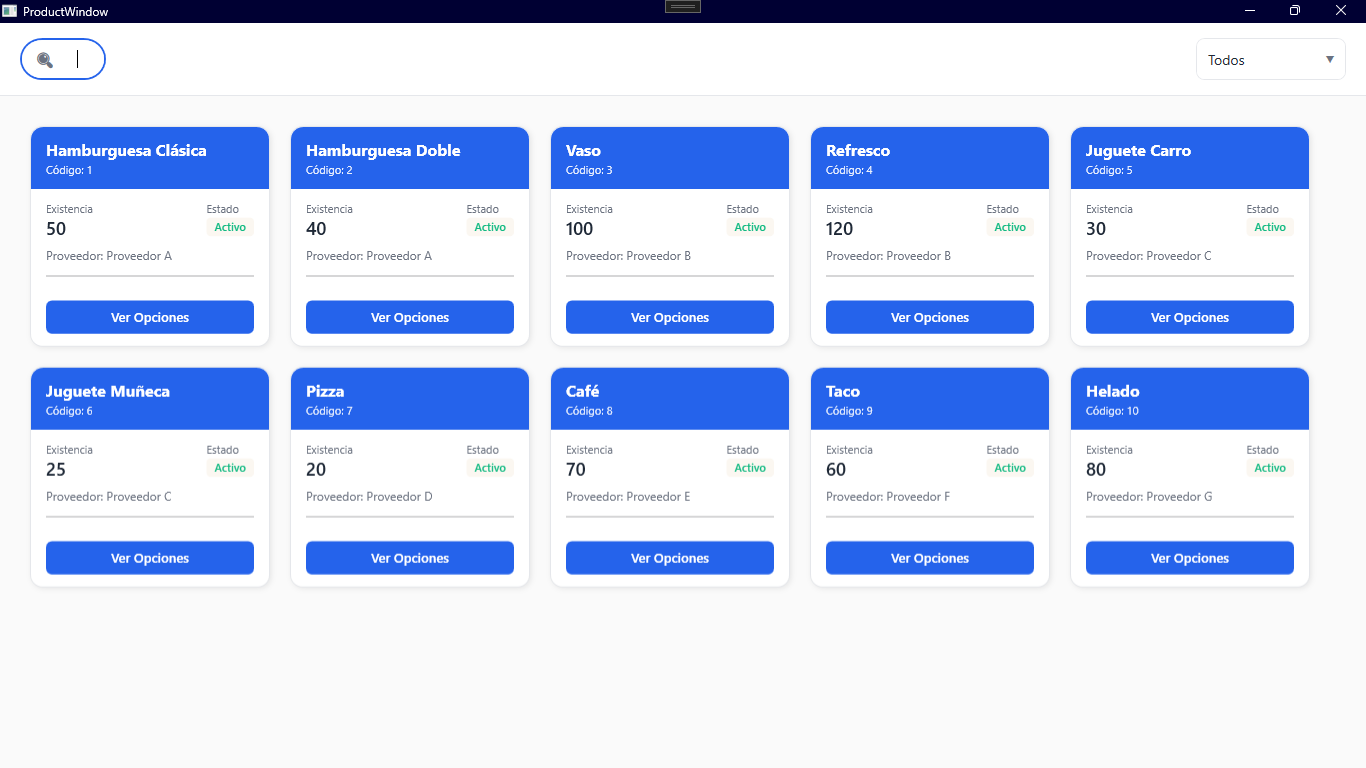 ProductWindow
Todos
Hamburguesa Clásica
Código: 1
Existencia Estado
50 Activo
Proveedor: Proveedor A
Ver Opciones
Hamburguesa Doble
Código: 2
Existencia Estado
40 Activo
Proveedor: Proveedor A
Ver Opciones
Vaso
Código: 3
Existencia Estado
100 Activo
Proveedor: Proveedor B
Ver Opciones
Refresco
Código: 4
Existencia Estado
120 Activo
Proveedor: Proveedor B
Ver Opciones
Juguete Carro
Código: 5
Existencia Estado
30 Activo
Proveedor: Proveedor C
Ver Opciones
Juguete Muñeca
Código: 6
Existencia Estado
25 Activo
Proveedor: Proveedor C
Ver Opciones
Pizza
Código: 7
Existencia Estado
20 Activo
Proveedor: Proveedor D
Ver Opciones
Café
Código: 8
Existencia Estado
70 Activo
Proveedor: Proveedor E
Ver Opciones
Taco
Código: 9
Existencia Estado
60 Activo
Proveedor: Proveedor F
Ver Opciones
Helado
Código: 10
Existencia Estado
80 Activo
Proveedor: Proveedor G
Ver Opciones